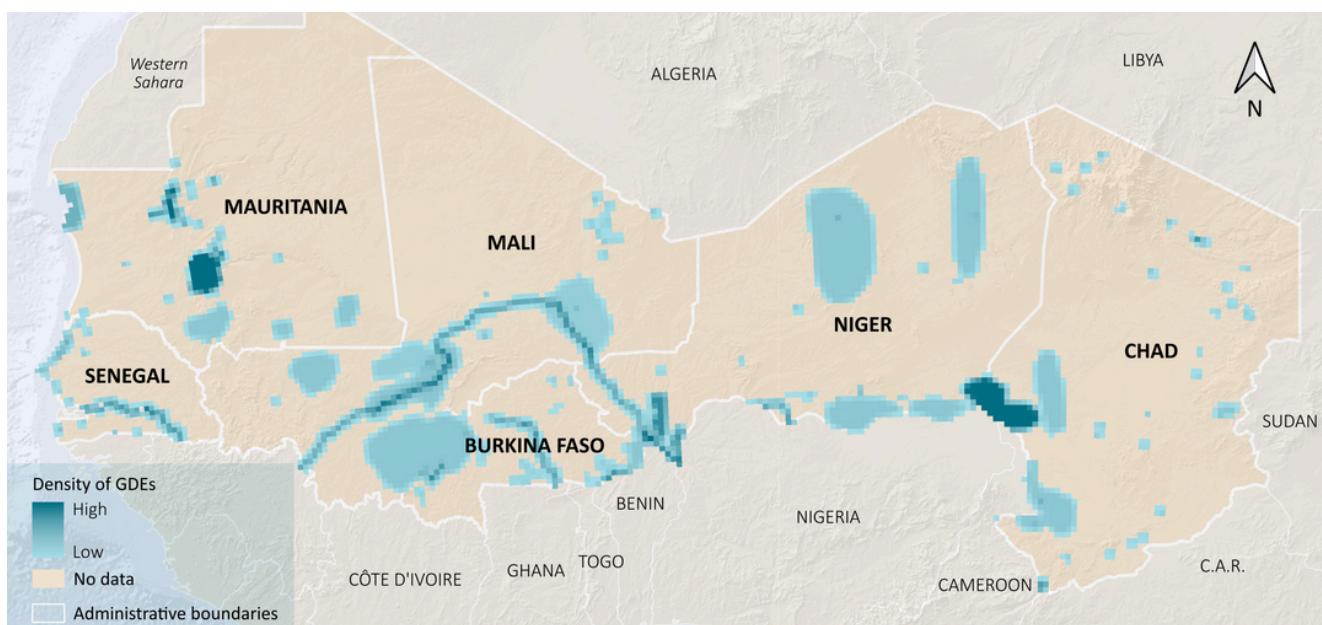 Western
Sahara
ALGERIA
LIBYA
N
MAURITANIA
MALI
NIGER
CHAD
SENEGAL
BURKINA FASO
SUDAN
BENIN
NIGERIA
TOGO
GHANA
CÔTE D'IVOIRE
CAMEROON
C.A.R.
Density of GDEs
High
Low
No data
Administrative boundaries